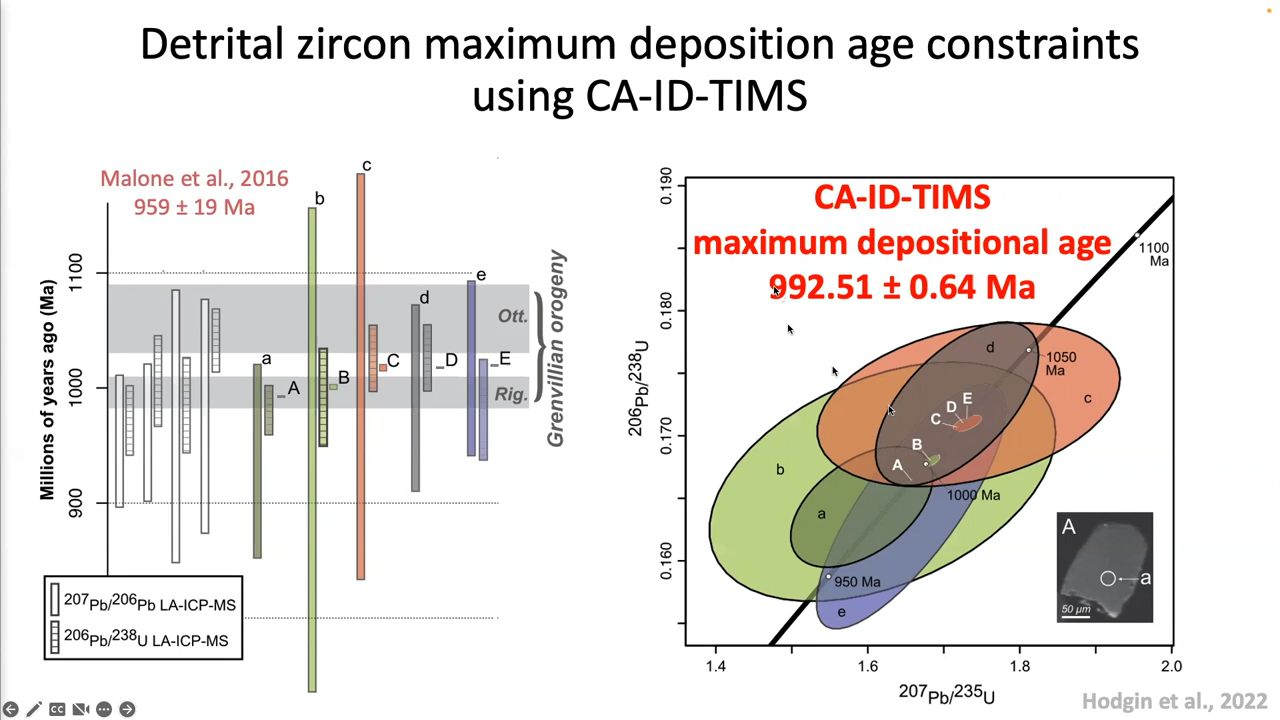 Detrital zircon maximum deposition age constraints
using CA-ID-TIMS
Malone et al., 2016
959 ± 19 Ma
Millions of years ago (Ma)
1100
1000
900
a
A
b
B
c
C
d
D
e
E
Ott.
Rig.
Grenvillian orogeny
207Pb/206Pb LA-ICP-MS
206Pb/238U LA-ICP-MS
CA-ID-TIMS
maximum depositional age
992.51 ± 0.64 Ma
206Pb/238U
0.190
0.180
0.170
0.160
1100
Ma
1050
Ma
1000 Ma
950 Ma
d
c
E
D
C
B
A
b
a
e
A
a
50 µm
1.4
1.6
1.8
2.0
207Pb/235U
CC
Hodgin et al., 2022